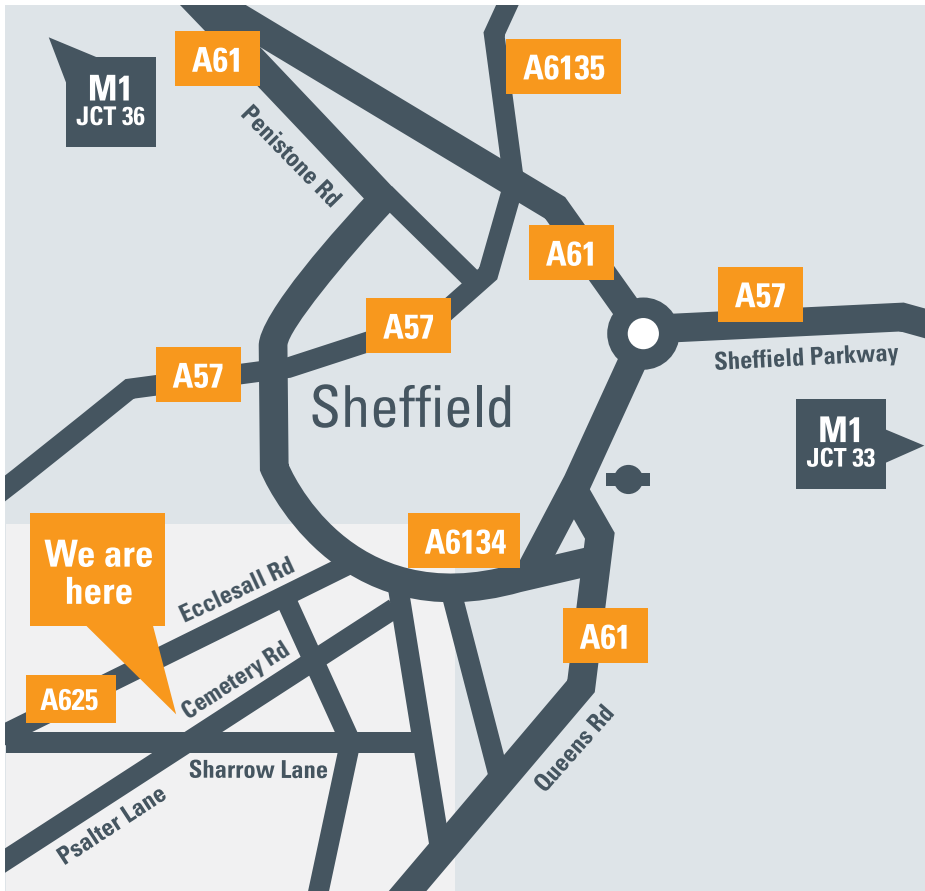 A61
A6135
M1
JCT 36
Penistone Rd
A61
A57
Sheffield Parkway
A57
A57
Sheffield
M1
JCT 33
A6134
We are
here
Ecclesall Rd
A61
Cemetery Rd
A625
Sharrow Lane
Queens Rd
Psalter Lane